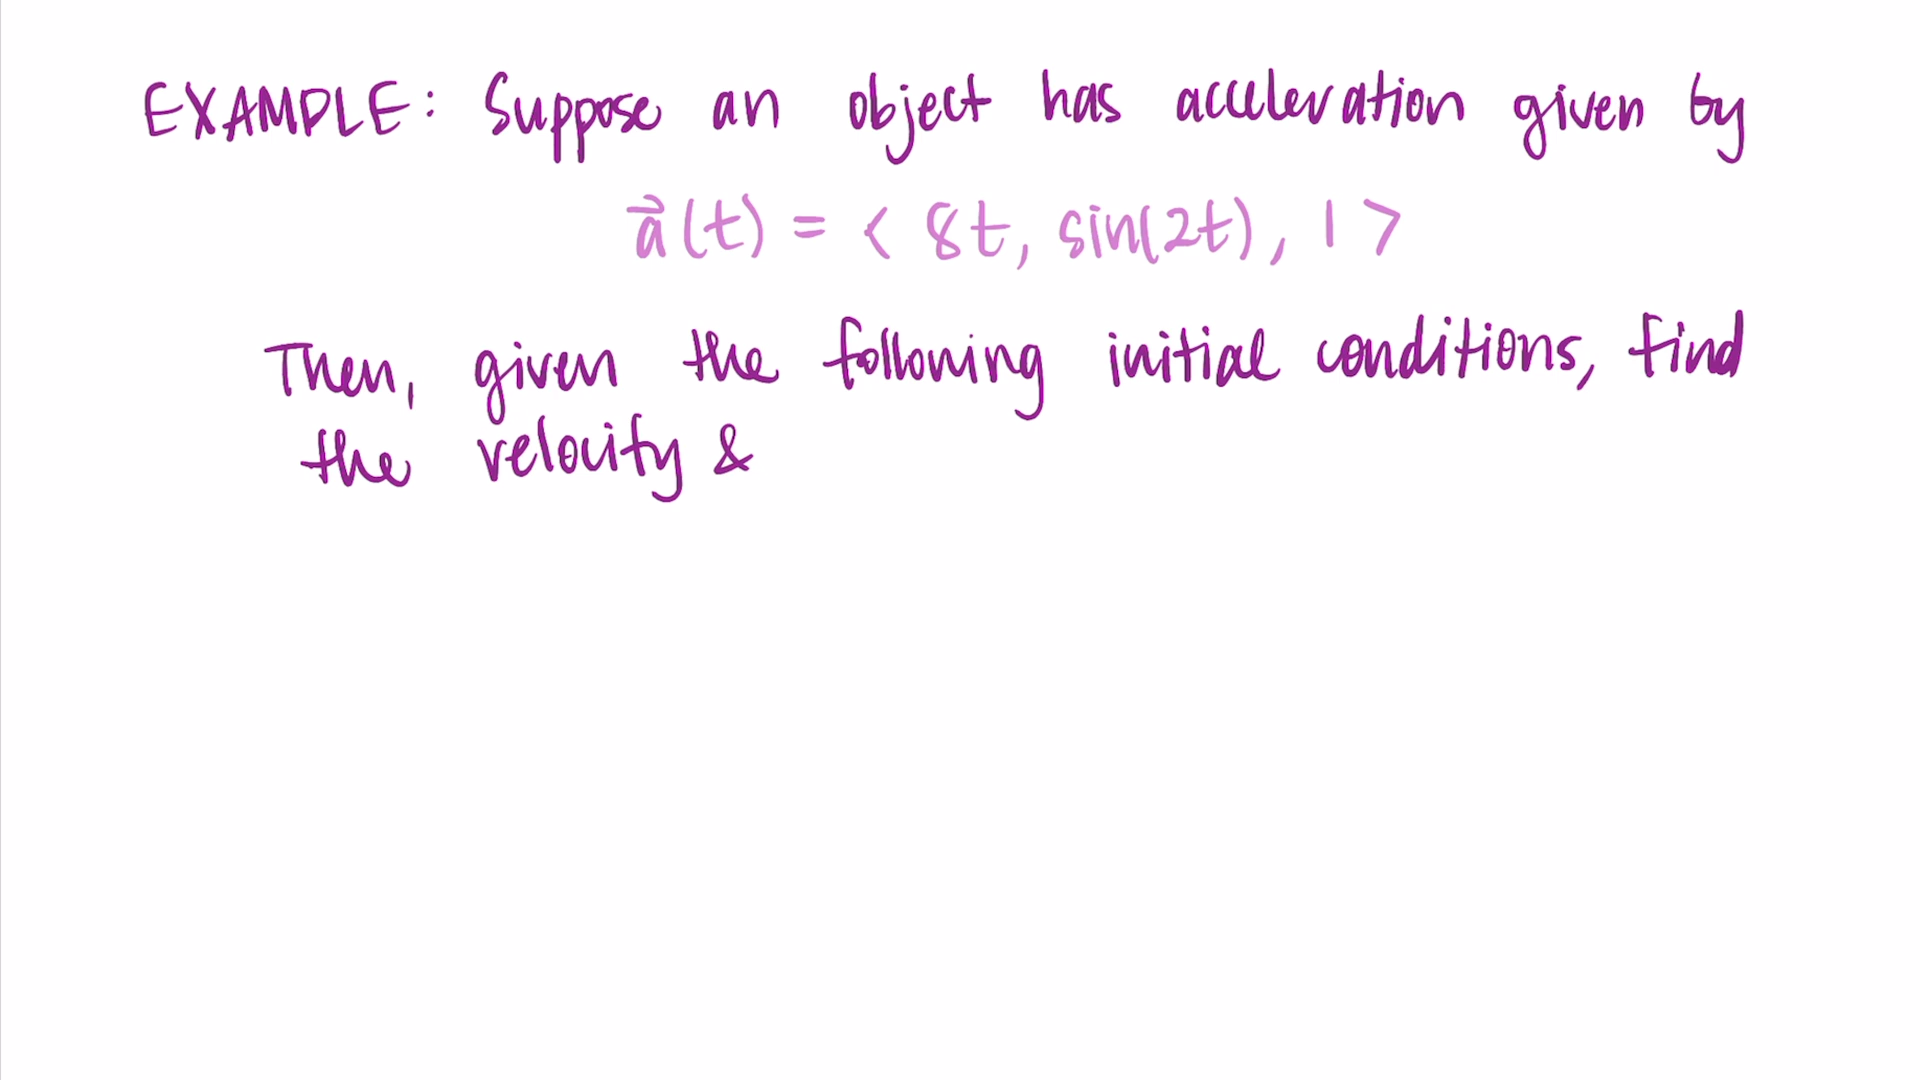 EXAMPLE: Suppose an object has acceleration given by
a⃗(t) = < 8t, sin(2t), 1 >
Then, given the following initial conditions, find
the velocity &